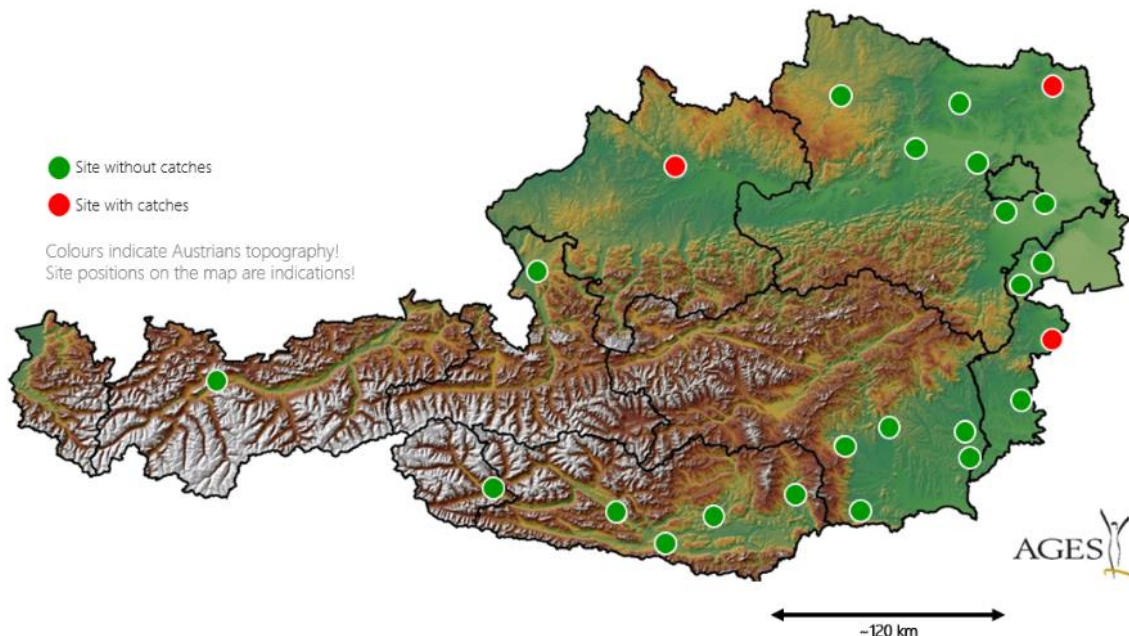 Site without catches
Site with catches
Colours indicate Austrians topography!
Site positions on the map are indications!
AGES
~120 km